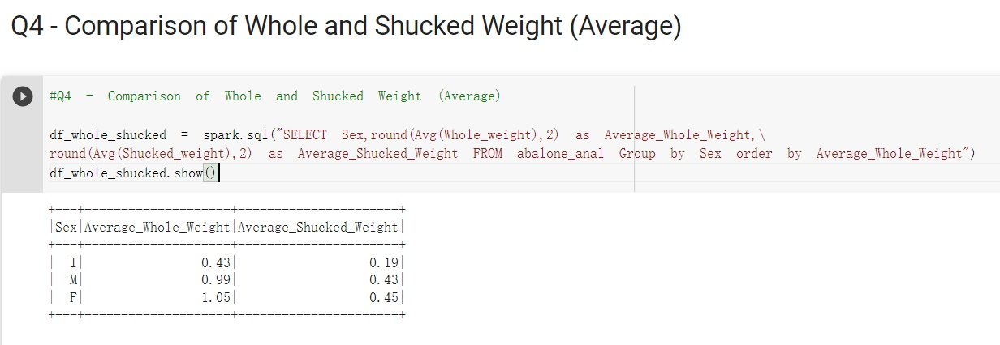 Q4 - Comparison of Whole and Shucked Weight (Average)
#Q4 - Comparison of Whole and Shucked Weight (Average)
df_whole_shucked = spark.sql("SELECT Sex,round(Avg(Whole_weight),2) as Average_Whole_Weight,\
round(Avg(Shucked_weight),2) as Average_Shucked_Weight FROM abalone_anal Group by Sex order by Average_Whole_Weight")
df_whole_shucked.show()
+---+--------------------+----------------------+
|Sex|Average_Whole_Weight|Average_Shucked_Weight|
+---+--------------------+----------------------+
|  I|                0.43|                  0.19|
|  M|                0.99|                  0.43|
|  F|                1.05|                  0.45|
+---+--------------------+----------------------+